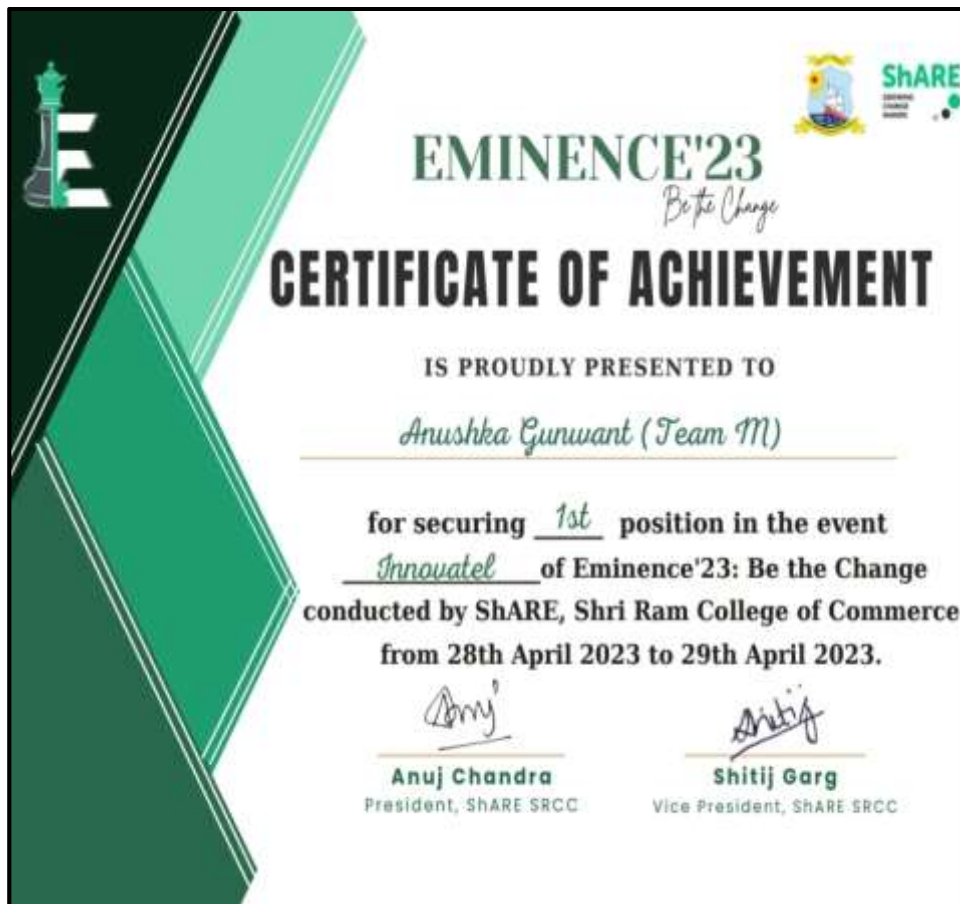 ShARE
EMINENCE'23
Be the Change
CERTIFICATE OF ACHIEVEMENT
IS PROUDLY PRESENTED TO
Anushka Gunwant (Team M)
for securing 1st position in the event
Innovatel of Eminence'23: Be the Change
conducted by ShARE, Shri Ram College of Commerce
from 28th April 2023 to 29th April 2023.
Anuj
Shitij
Anuj Chandra
Shitij Garg
President, ShARE SRCC
Vice President, ShARE SRCC